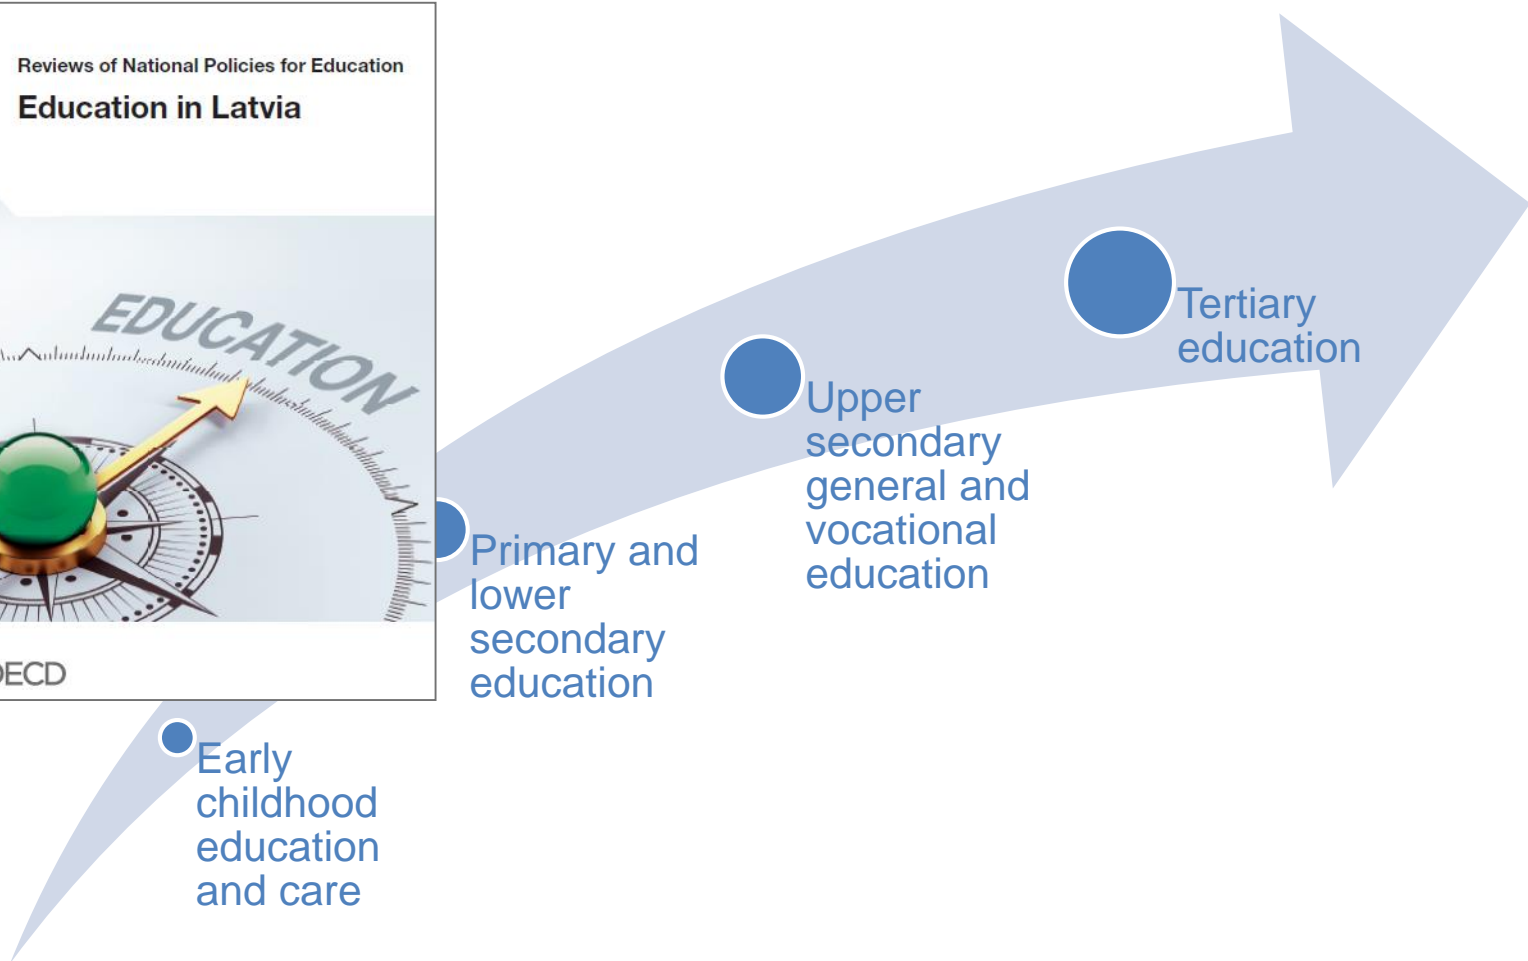 Reviews of National Policies for Education
Education in Latvia
EDUCATION
OECD
Early
childhood
education
and care
Primary and
lower
secondary
education
Upper
secondary
general and
vocational
education
Tertiary
education